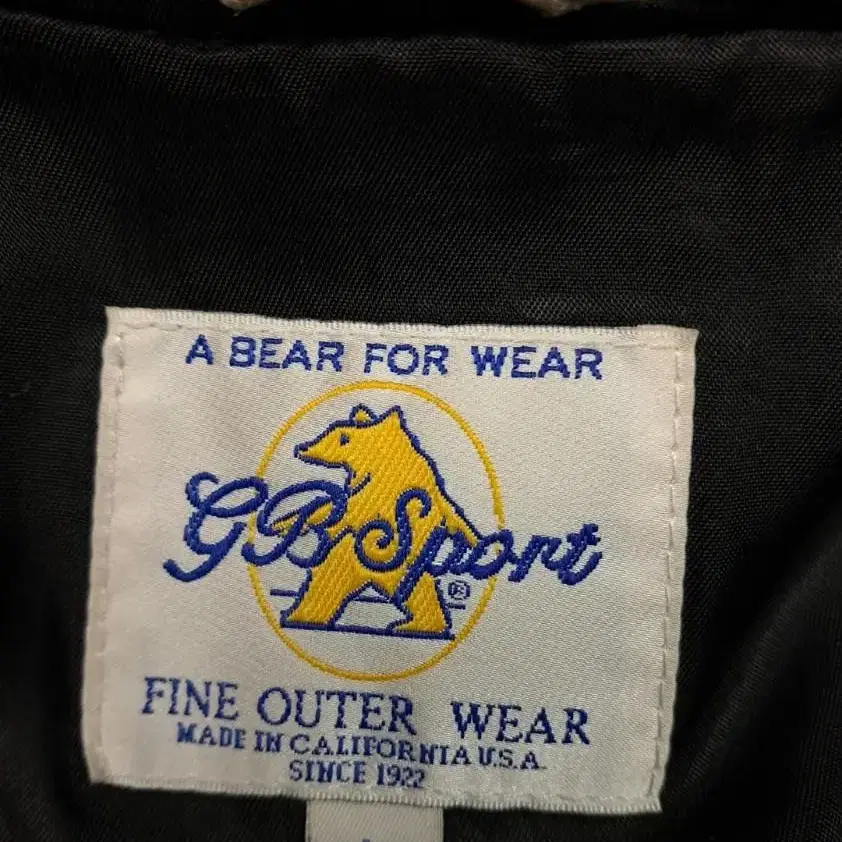 A BEAR FOR WEAR
GB Sport ®
FINE OUTER WEAR
MADE IN CALIFORNIA U.S.A.
SINCE 1922